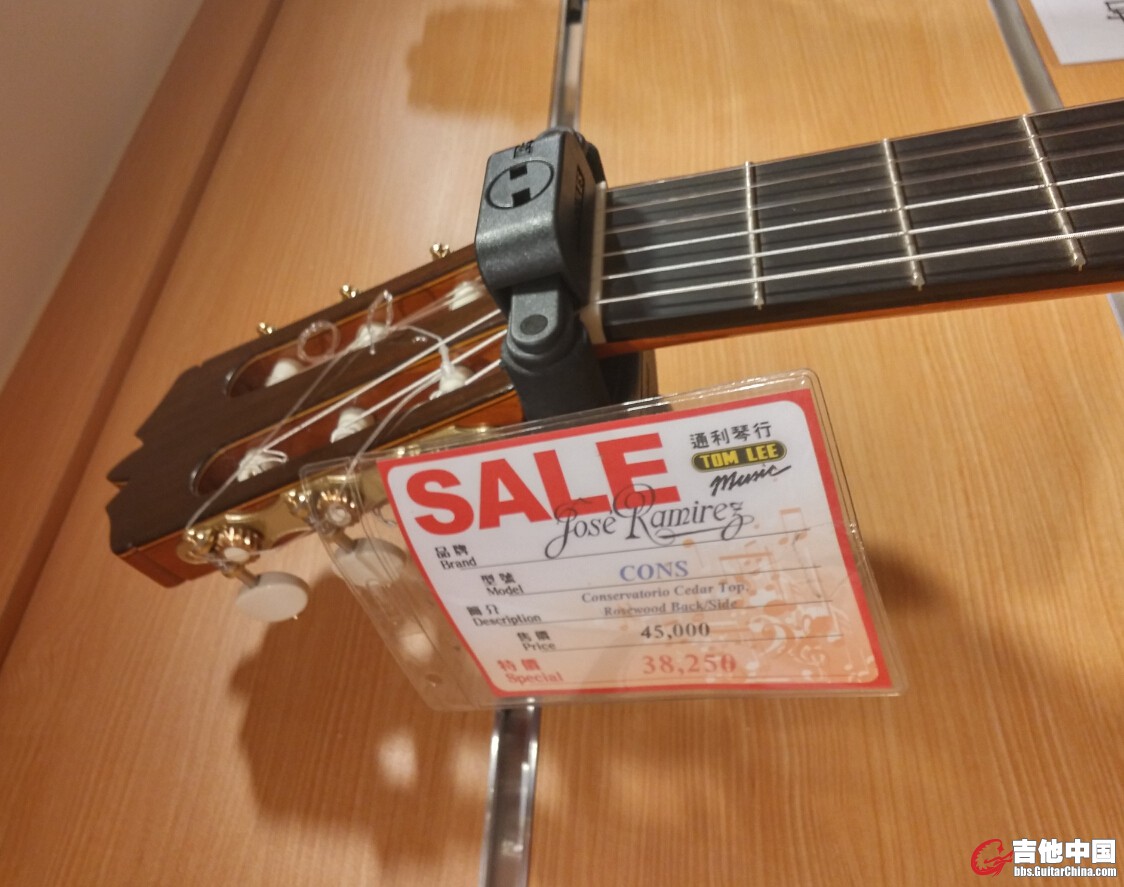 SALE
通利琴行
TOM LEE
Music
José Ramirez
品牌
Brand
型號
Model
CONS
簡介
Description
Conservatorio Cedar Top,
Rosewood Back/Side
售價
Price
45,000
特價
Special
38,250
吉他中国
bbs.GuitarChina.com